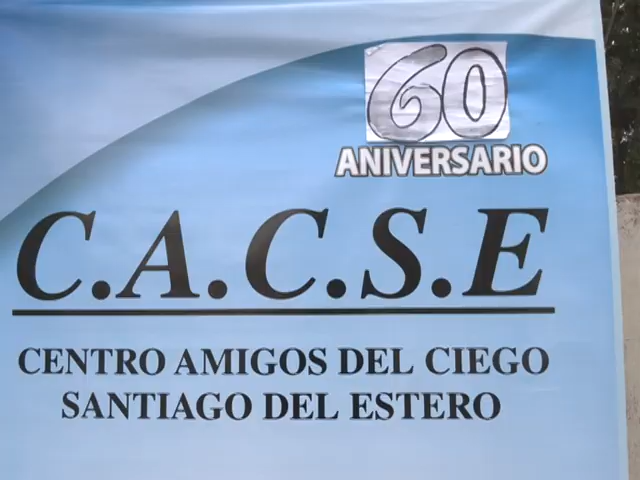 60
ANIVERSARIO
C.A.C.S.E
CENTRO AMIGOS DEL CIEGO
SANTIAGO DEL ESTERO